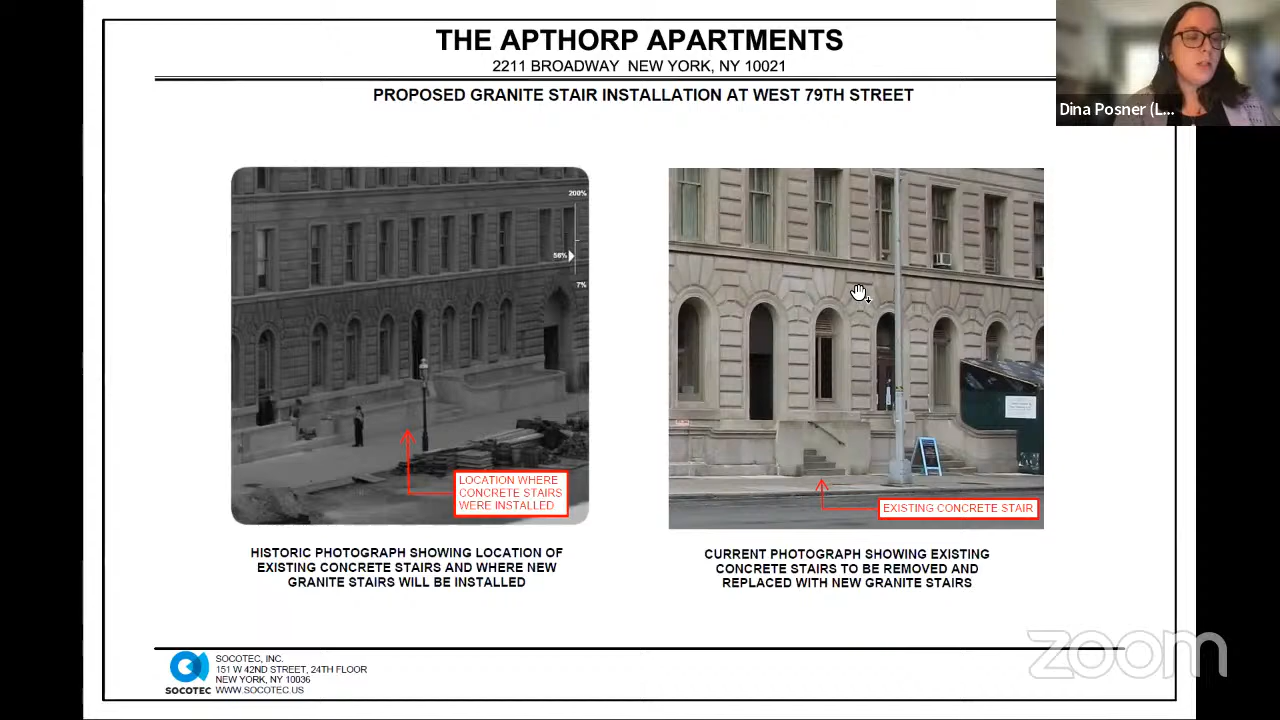 THE APTHORP APARTMENTS
2211 BROADWAY NEW YORK, NY 10021
PROPOSED GRANITE STAIR INSTALLATION AT WEST 79TH STREET
Dina Posner (L...
200%
56%
7%
LOCATION WHERE
CONCRETE STAIRS
WERE INSTALLED
EXISTING CONCRETE STAIR
HISTORIC PHOTOGRAPH SHOWING LOCATION OF
EXISTING CONCRETE STAIRS AND WHERE NEW
GRANITE STAIRS WILL BE INSTALLED
CURRENT PHOTOGRAPH SHOWING EXISTING
CONCRETE STAIRS TO BE REMOVED AND
REPLACED WITH NEW GRANITE STAIRS
zoom
SOCOTEC
SOCOTEC, INC.
151 W 42ND STREET, 24TH FLOOR
NEW YORK, NY 10036
WWW.SOCOTEC.US